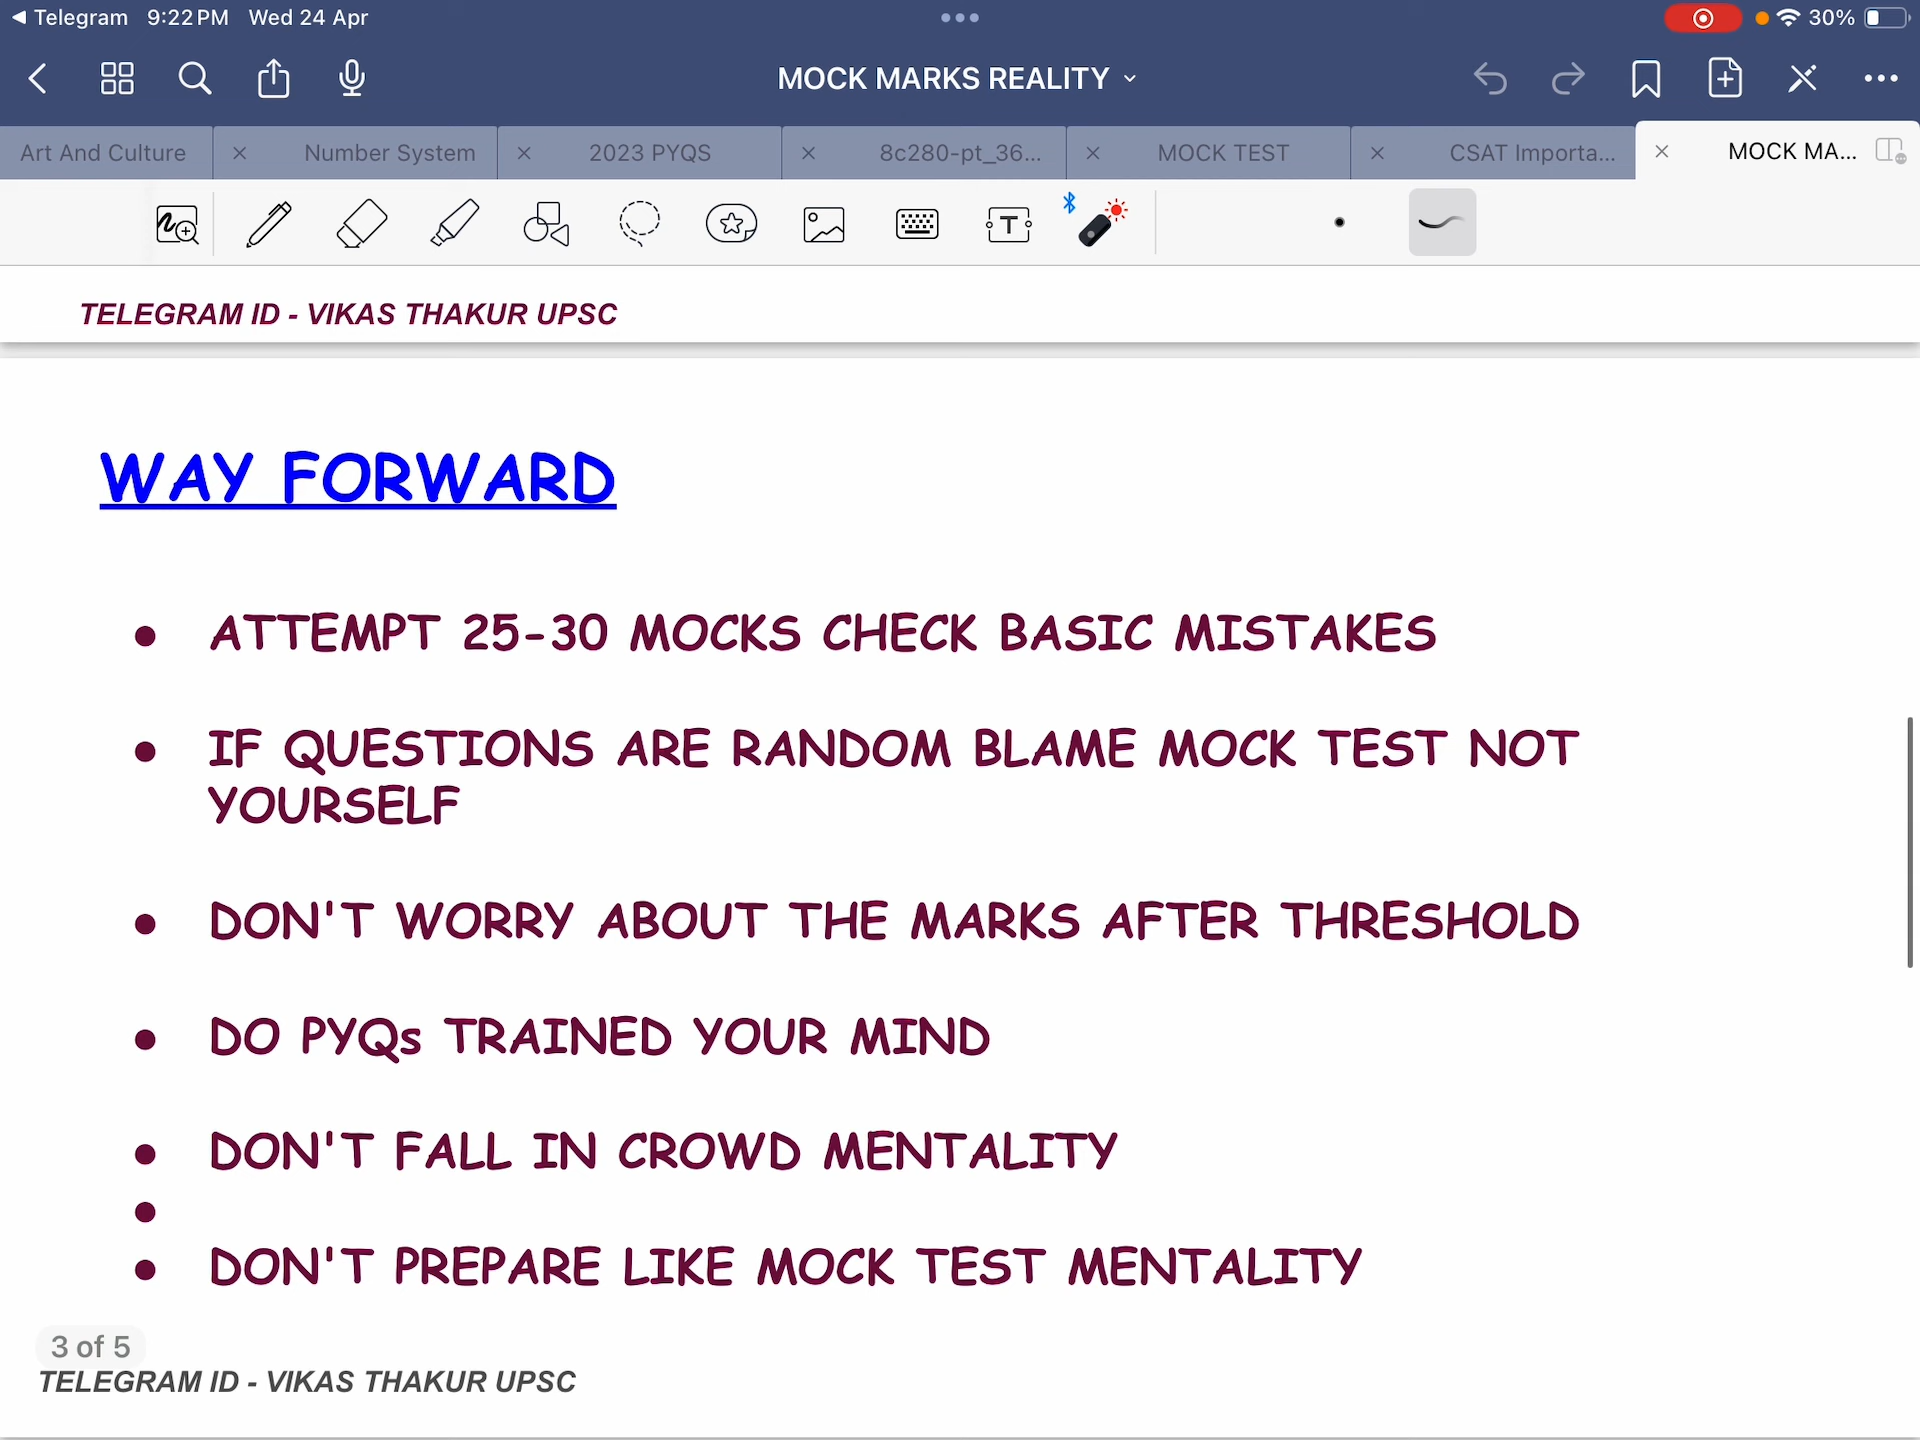 Telegram 9:22 PM Wed 24 Apr 30%
MOCK MARKS REALITY
Art And Culture Number System 2023 PYQS 8c280-pt_36... MOCK TEST CSAT Importa... MOCK MA...
TELEGRAM ID - VIKAS THAKUR UPSC
WAY FORWARD
● ATTEMPT 25-30 MOCKS CHECK BASIC MISTAKES
● IF QUESTIONS ARE RANDOM BLAME MOCK TEST NOT
YOURSELF
● DON'T WORRY ABOUT THE MARKS AFTER THRESHOLD
● DO PYQs TRAINED YOUR MIND
● DON'T FALL IN CROWD MENTALITY
●
● DON'T PREPARE LIKE MOCK TEST MENTALITY
3 of 5
TELEGRAM ID - VIKAS THAKUR UPSC